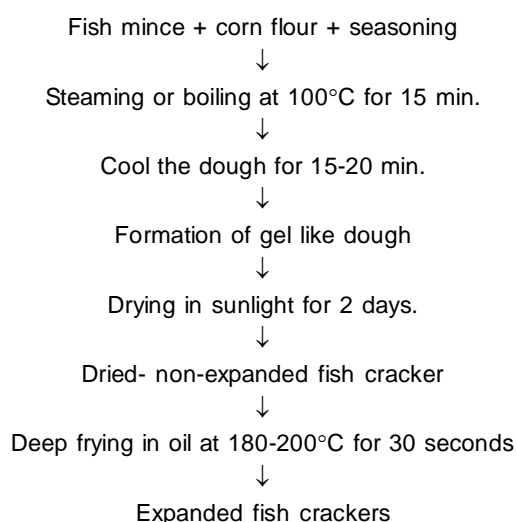 Fish mince + corn flour + seasoning
↓
Steaming or boiling at 100°C for 15 min.
↓
Cool the dough for 15-20 min.
↓
Formation of gel like dough
↓
Drying in sunlight for 2 days.
↓
Dried- non-expanded fish cracker
↓
Deep frying in oil at 180-200°C for 30 seconds
↓
Expanded fish crackers